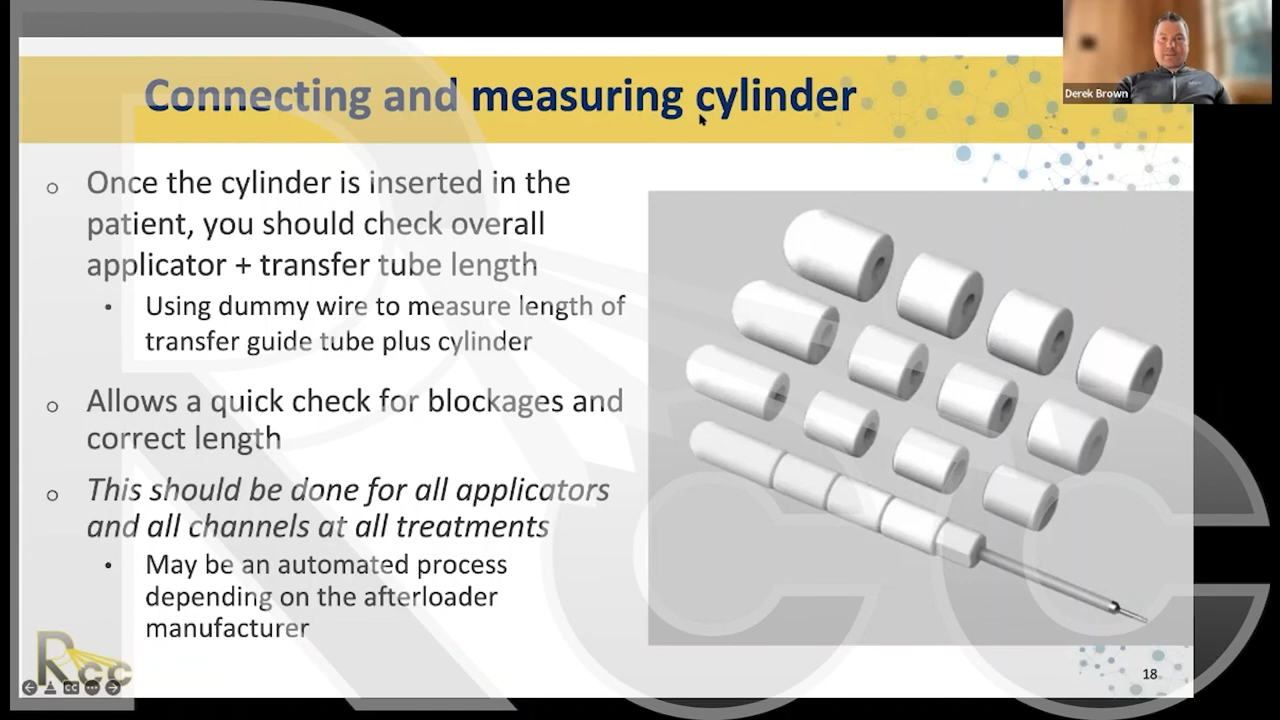 Connecting and measuring cylinder
Derek Brown
Once the cylinder is inserted in the
patient, you should check overall
applicator + transfer tube length
Using dummy wire to measure length of
transfer guide tube plus cylinder
Allows a quick check for blockages and
correct length
This should be done for all applicators
and all channels at all treatments
May be an automated process
depending on the afterloader
manufacturer
Rcc
CC
18
RCC